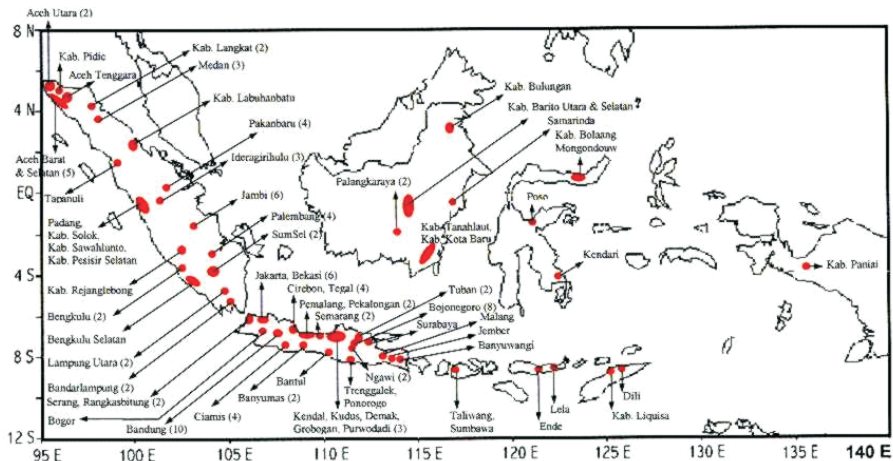 Aceh Utara (2)
8 N
Kab. Pidie
Kab. Langkat (2)
Aceh Tenggara
Medan (3)
Kab. Bulungan
Kab. Labuhanbatu
Kab. Barito Utara & Selatan
4 N
Samarinda
Pakanbaru (4)
Kab. Bolaang
Mongondouw
Aceh Barat
& Selatan (5)
Ideragirihulu (3)
Palangkaraya (2)
Tapanuli
EQ
Jambi (6)
Poso
Padang,
Kab. Solok,
Kab. Sawahlunto,
Kab. Pesisir Selatan
Palembang (4)
SumSel (2)
Kab. Tanahlaut,
Kab. Kota Baru
Kendari
Kab. Paniai
4 S
Jakarta, Bekasi (6)
Kab. Rejanglebong
Cirebon, Tegal (4)
Tuban (2)
Pemalang, Pekalongan (2)
Bojonegoro (8)
Bengkulu (2)
Semarang (2)
Malang
Surabaya
Jember
Bengkulu Selatan
Banyuwangi
Lampung Utara (2)
8 S
Bandarlampung (2)
Ngawi (2)
Serang, Rangkasbitung (2)
Bantul
Trenggalek,
Ponorogo
Banyumas (2)
Dili
Lela
Bogor
Ciamis (4)
Kendal, Kudus, Demak,
Grobogan, Purwodadi (3)
Taliwang,
Sumbawa
Kab. Liquisa
Bandung (10)
Ende
12 S
95 E
100 E
105 E
110 E
115 E
120 E
125 E
130 E
135 E
140 E